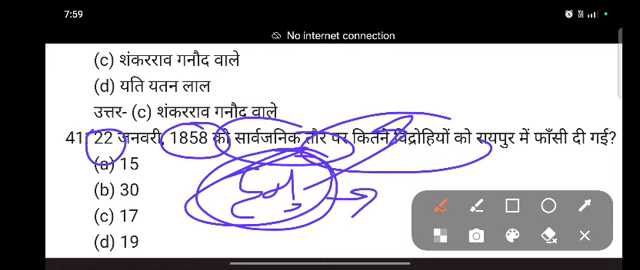 7:59
No internet connection
(c) शंकरराव गनौद वाले
(d) यति यतन लाल
उत्तर- (c) शंकरराव गनौद वाले
41. 22 जनवरी, 1858 को सार्वजनिक तौर पर कितने विद्रोहियों को रायपुर में फाँसी दी गई?
(a) 15
(b) 30
(c) 17
(d) 19